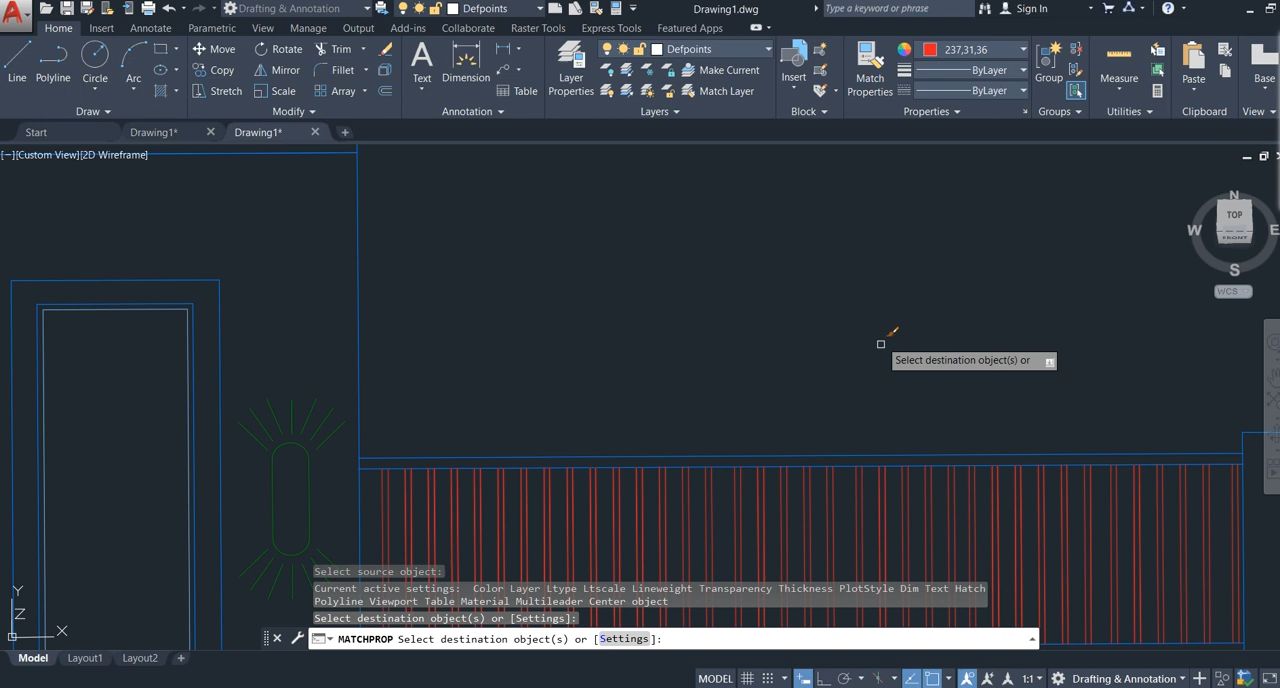 A Drafting & Annotation Defpoints Drawing1.dwg Type a keyword or phrase Sign In
Home Insert Annotate Parametric View Manage Output Add-ins Collaborate Express Tools Raster Tools Featured Apps
Line Polyline Circle Arc
Move Rotate Trim
Copy Mirror Fillet
Stretch Scale Array
Text Dimension
Table
Layer Properties
Defpoints
Make Current
Match Layer
Insert
Match Properties
237,31,36
ByLayer
ByLayer
Group
Measure
Paste
Base
Draw Modify Annotation Layers Block Properties Groups Utilities Clipboard View
Start Drawing1* Drawing1*
[−][Custom View][2D Wireframe]
N
TOP
W E
FRONT
S
WCS
Select destination object(s) or
Select source object:
Current active settings: Color Layer Ltype Ltscale Lineweight Transparency Thickness PlotStyle Dim Text Hatch
Polyline Viewport Table Material Multileader Center object
Select destination object(s) or [Settings]:
MATCHPROP Select destination object(s) or [Settings]:
Y
Z
X
Model Layout1 Layout2
MODEL 1:1 Drafting & Annotation